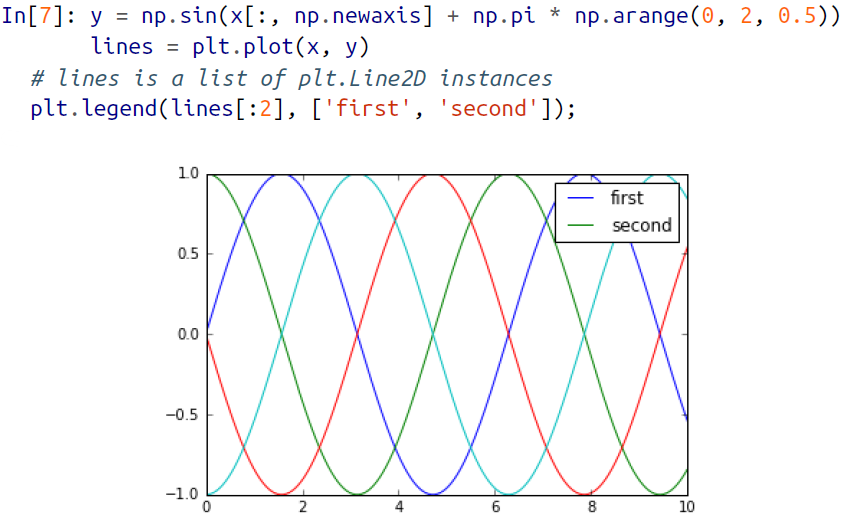 In[7]: y = np.sin(x[:, np.newaxis] + np.pi * np.arange(0, 2, 0.5))
lines = plt.plot(x, y)
# lines is a list of plt.Line2D instances
plt.legend(lines[:2], ['first', 'second']);
1.0
first
second
0.5
0.0
−0.5
−1.0
0 2 4 6 8 10